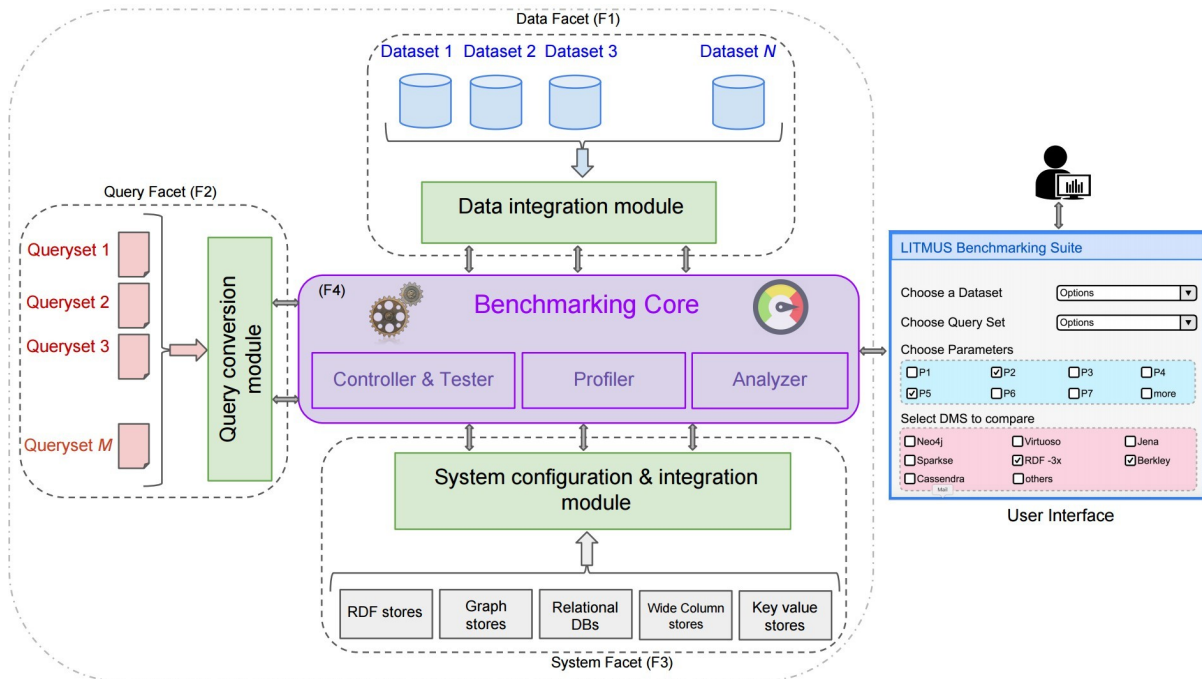 Data Facet (F1)
Dataset 1 Dataset 2 Dataset 3 Dataset N
Data integration module
Query Facet (F2)
Queryset 1
Queryset 2
Queryset 3
Queryset M
Query conversion
module
(F4)
Benchmarking Core
Controller & Tester Profiler Analyzer
System configuration & integration
module
RDF stores
Graph
stores
Relational
DBs
Wide Column
stores
Key value
stores
System Facet (F3)
LITMUS Benchmarking Suite
Choose a Dataset Options
Choose Query Set Options
Choose Parameters
P1 P2 P3 P4
P5 P6 P7 more
Select DMS to compare
Neo4j Virtuoso Jena
Sparkse RDF -3x Berkley
Cassendra others
Mail
User Interface